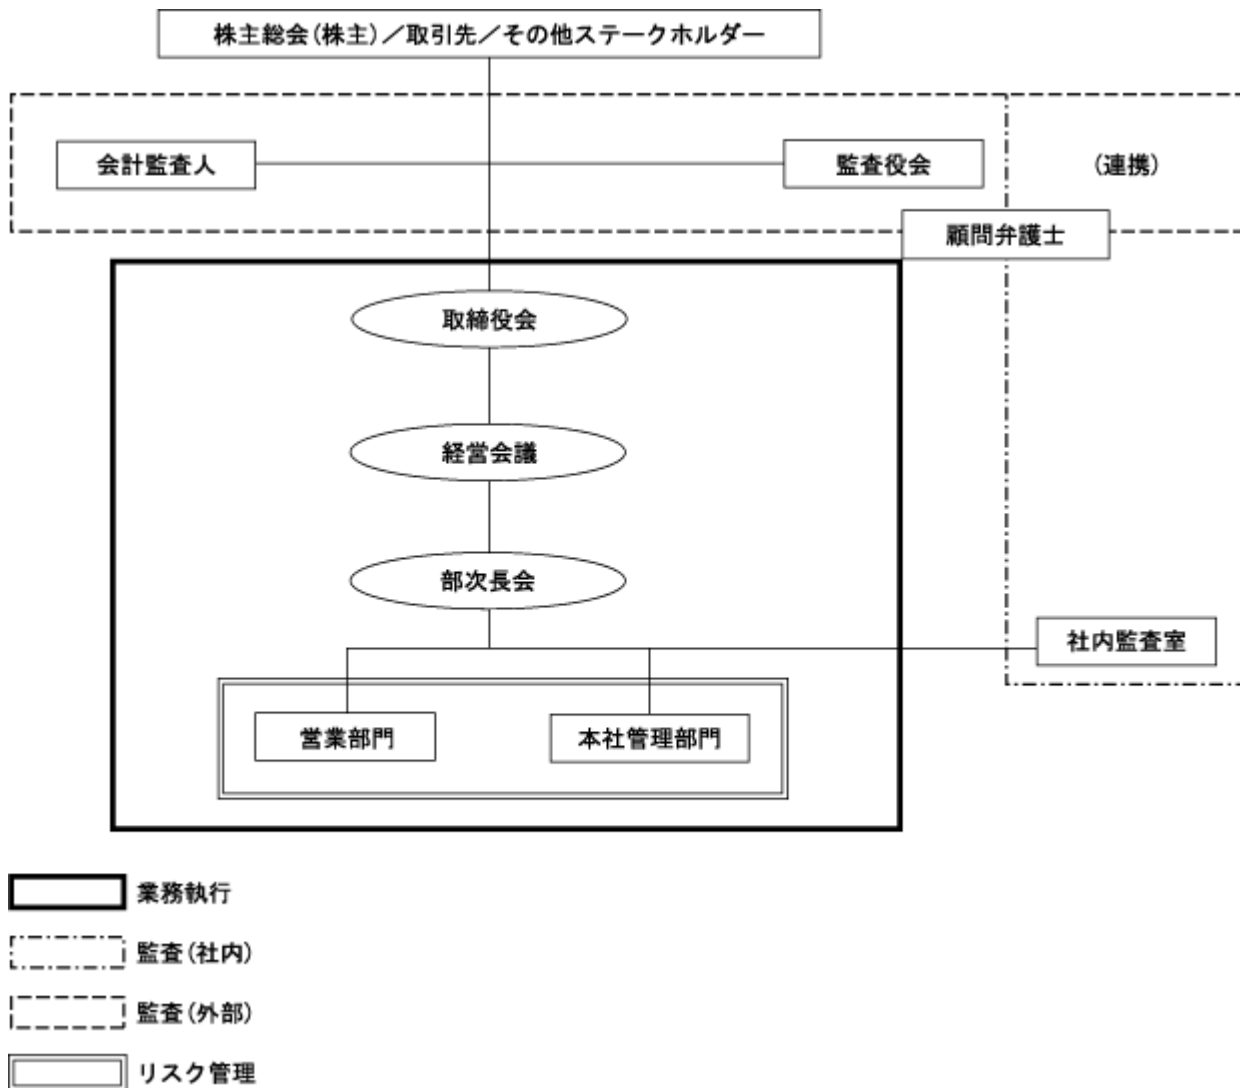 株主総会(株主)／取引先／その他ステークホルダー
会計監査人
監査役会
(連携)
顧問弁護士
取締役会
経営会議
部次長会
社内監査室
営業部門
本社管理部門
業務執行
監査(社内)
監査(外部)
リスク管理